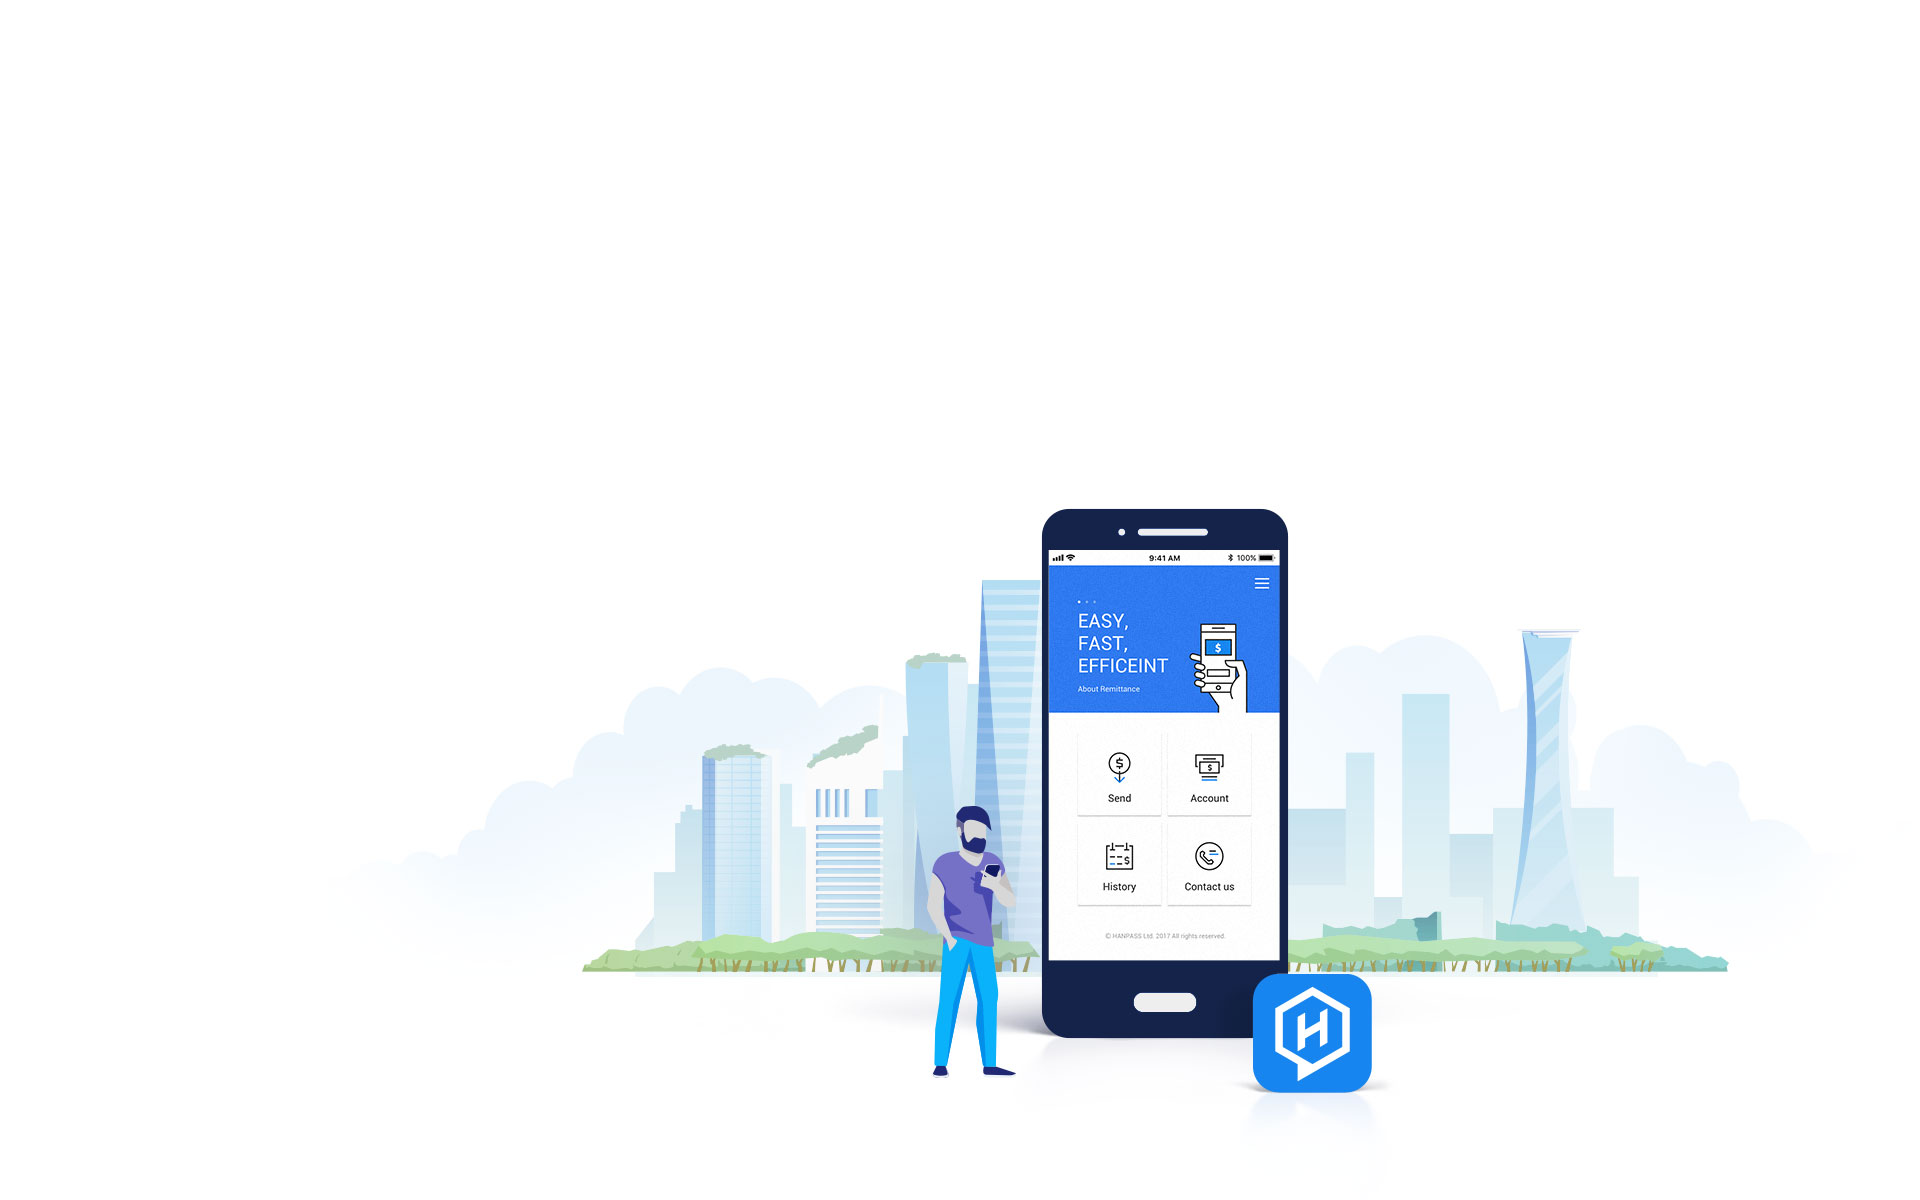 9:41 AM
100%
EASY,
FAST,
EFFICEINT
About Remittance
$
$
Send
$
Account
$
History
Contact us
© HANPASS Ltd. 2017 All rights reserved.
H